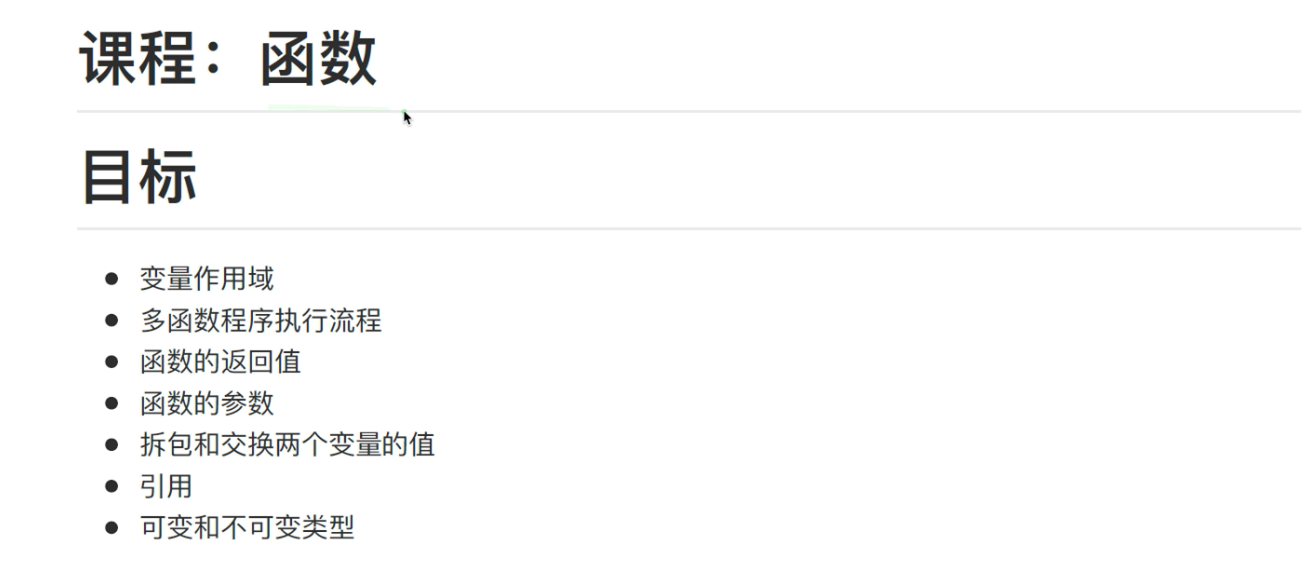 课程：函数
目标
变量作用域
多函数程序执行流程
函数的返回值
函数的参数
拆包和交换两个变量的值
引用
可变和不可变类型